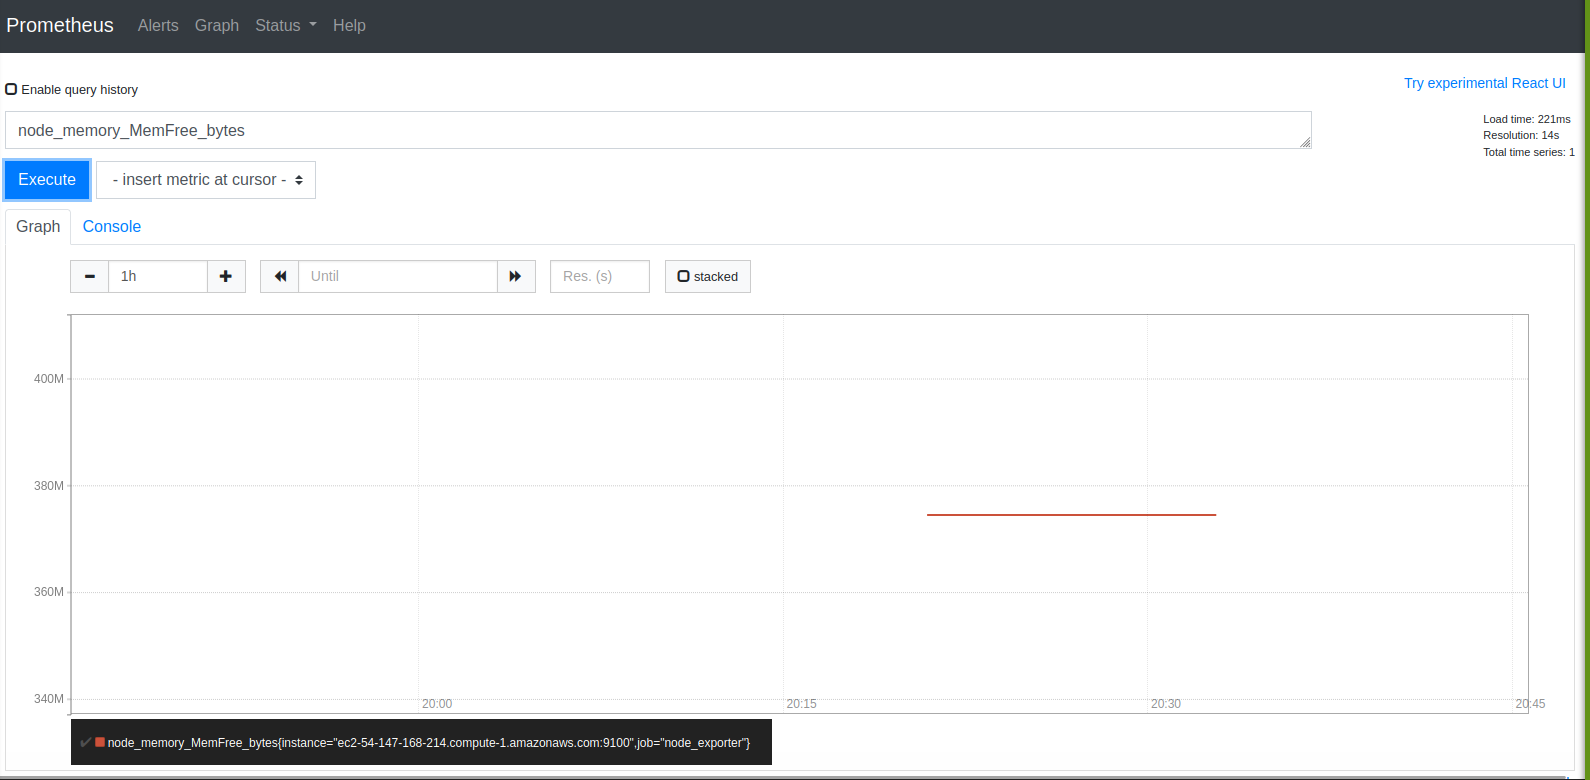 Prometheus Alerts Graph Status Help
Enable query history
Try experimental React UI
node_memory_MemFree_bytes
Load time: 221ms
Resolution: 14s
Total time series: 1
Execute - insert metric at cursor -
Graph Console
1h Until Res. (s) stacked
400M
380M
360M
340M
20:00 20:15 20:30 20:45
node_memory_MemFree_bytes{instance="ec2-54-147-168-214.compute-1.amazonaws.com:9100",job="node_exporter"}